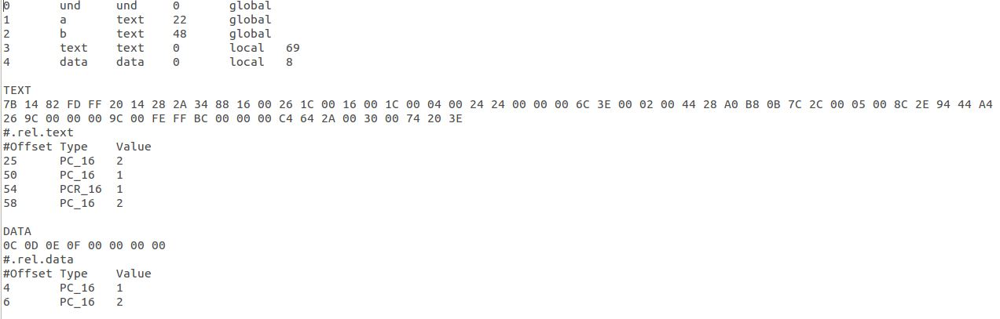 0 und und 0 global
1 a text 22 global
2 b text 48 global
3 text text 0 local 69
4 data data 0 local 8
TEXT
7B 14 82 FD FF 20 14 28 2A 34 88 16 00 26 1C 00 16 00 1C 00 04 00 24 24 00 00 00 6C 3E 00 02 00 44 28 A0 B8 0B 7C 2C 00 05 00 8C 2E 94 44 A4
26 9C 00 00 00 9C 00 FE FF BC 00 00 00 C4 64 2A 00 30 00 74 20 3E
#.rel.text
#Offset Type Value
25 PC_16 2
50 PC_16 1
54 PCR_16 1
58 PC_16 2
DATA
0C 0D 0E 0F 00 00 00 00
#.rel.data
#Offset Type Value
4 PC_16 1
6 PC_16 2